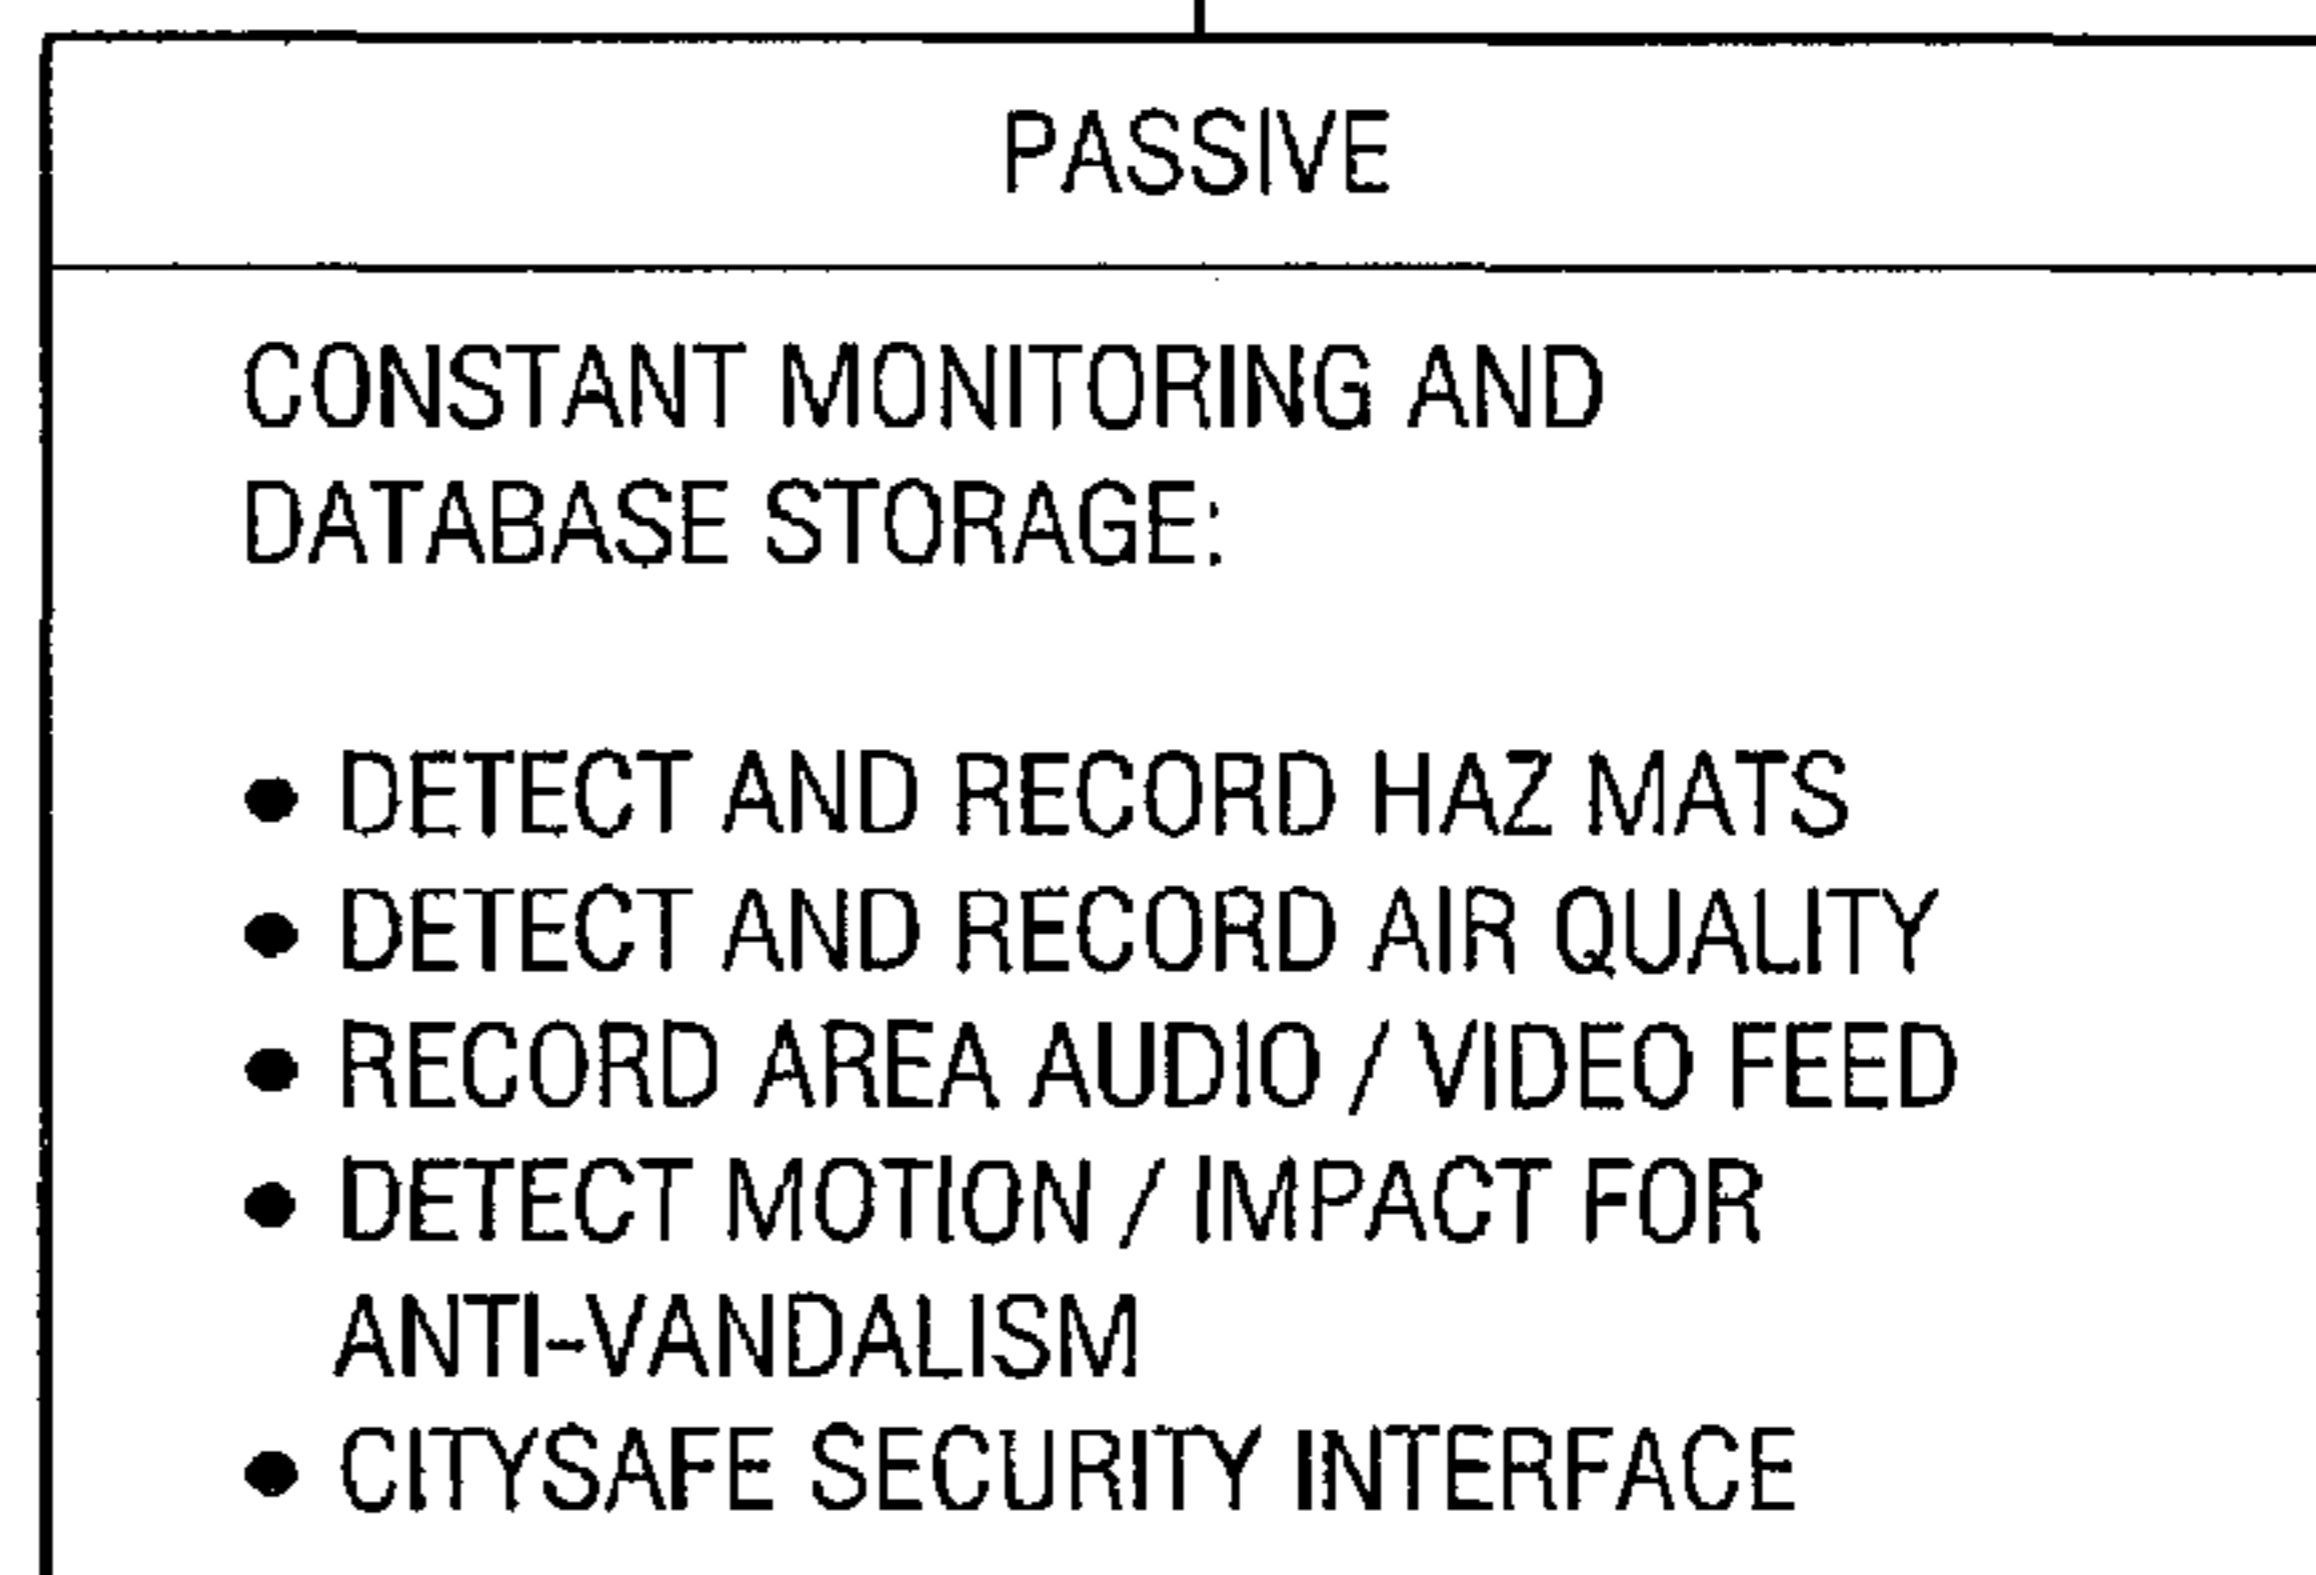 PASSIVE
CONSTANT MONITORING AND
DATABASE STORAGE:
● DETECT AND RECORD HAZ MATS
● DETECT AND RECORD AIR QUALITY
● RECORD AREA AUDIO / VIDEO FEED
● DETECT MOTION / IMPACT FOR
ANTI-VANDALISM
● CITYSAFE SECURITY INTERFACE